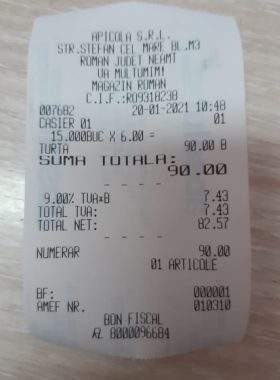 APICOLA S.R.L.
STR.STEFAN CEL MARE BL.M3
ROMAN JUDET NEAMT
VA MULTUMIM!
MAGAZIN ROMAN
C.I.F.:RO9318238
007682 20-01-2021 10:48
CASIER 01 01
15.000BUC X 6.00 =
TURTA 90.00 B
SUMA TOTALA:
90.00
- - - -
9.00% TVA*B 7.43
TOTAL TVA: 7.43
TOTAL NET: 82.57
- - - -
NUMERAR 90.00
01 ARTICOLE
BF: 000001
AMEF NR. 010310
BON FISCAL
RZ 8000096684